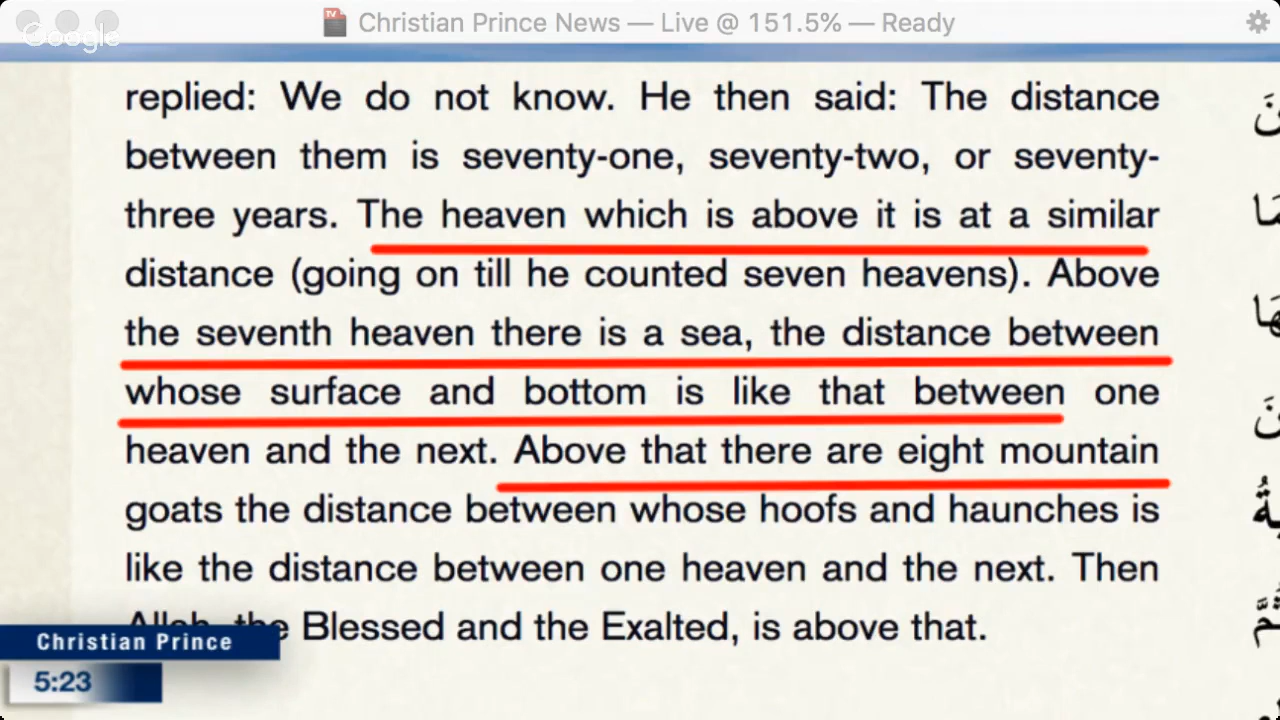 Christian Prince News — Live @ 151.5% — Ready
Google
replied: We do not know. He then said: The distance
between them is seventy-one, seventy-two, or seventy-
three years. The heaven which is above it is at a similar
distance (going on till he counted seven heavens). Above
the seventh heaven there is a sea, the distance between
whose surface and bottom is like that between one
heaven and the next. Above that there are eight mountain
goats the distance between whose hoofs and haunches is
like the distance between one heaven and the next. Then
Allah, the Blessed and the Exalted, is above that.
Christian Prince
5:23